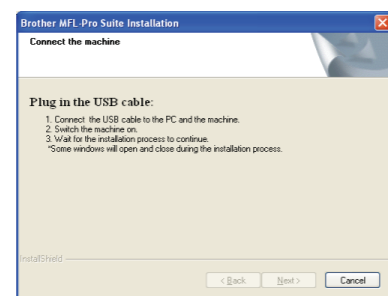 Brother MFL-Pro Suite Installation
Connect the machine
Plug in the USB cable:
1. Connect the USB cable to the PC and the machine.
2. Switch the machine on.
3. Wait for the installation process to continue.
*Some windows will open and close during the installation process.
InstallShield
< Back
Next >
Cancel